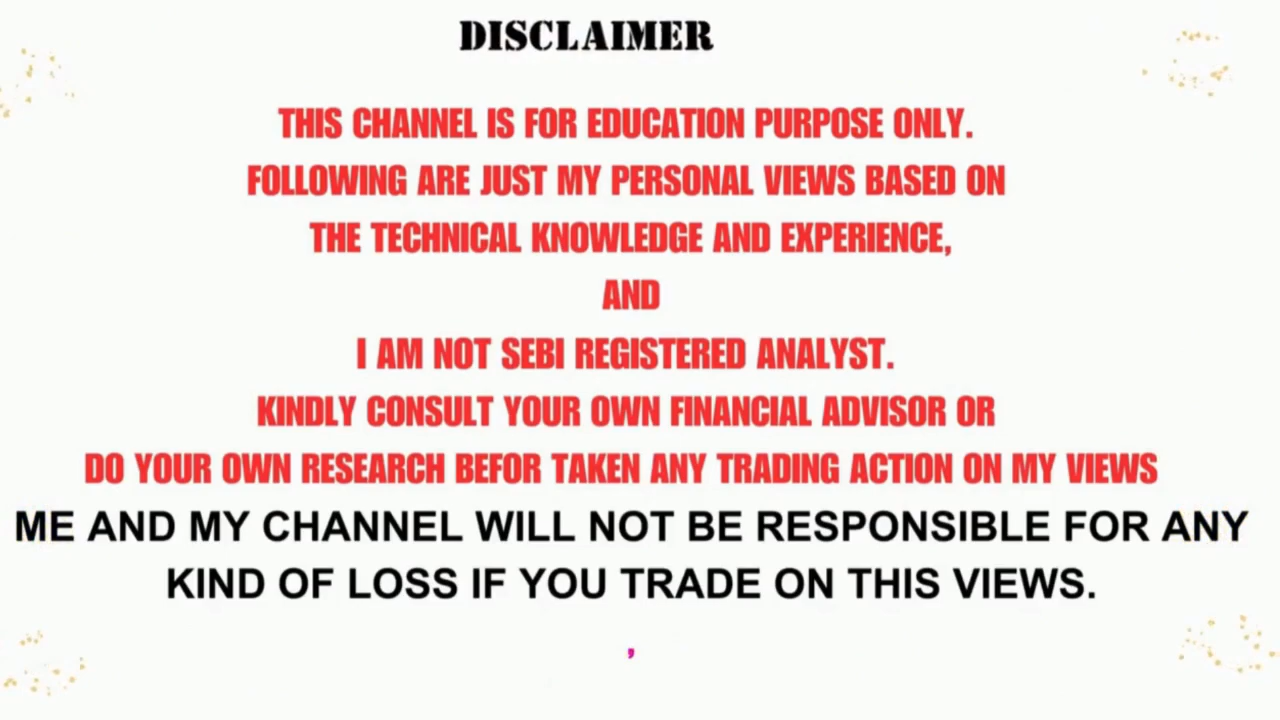 DISCLAIMER
THIS CHANNEL IS FOR EDUCATION PURPOSE ONLY.
FOLLOWING ARE JUST MY PERSONAL VIEWS BASED ON
THE TECHNICAL KNOWLEDGE AND EXPERIENCE,
AND
I AM NOT SEBI REGISTERED ANALYST.
KINDLY CONSULT YOUR OWN FINANCIAL ADVISOR OR
DO YOUR OWN RESEARCH BEFOR TAKEN ANY TRADING ACTION ON MY VIEWS
ME AND MY CHANNEL WILL NOT BE RESPONSIBLE FOR ANY
KIND OF LOSS IF YOU TRADE ON THIS VIEWS.
,